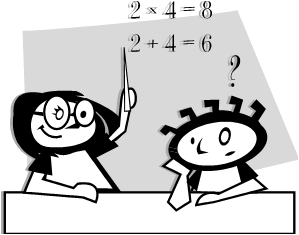 2 × 4 = 8
2 + 4 = 6
?